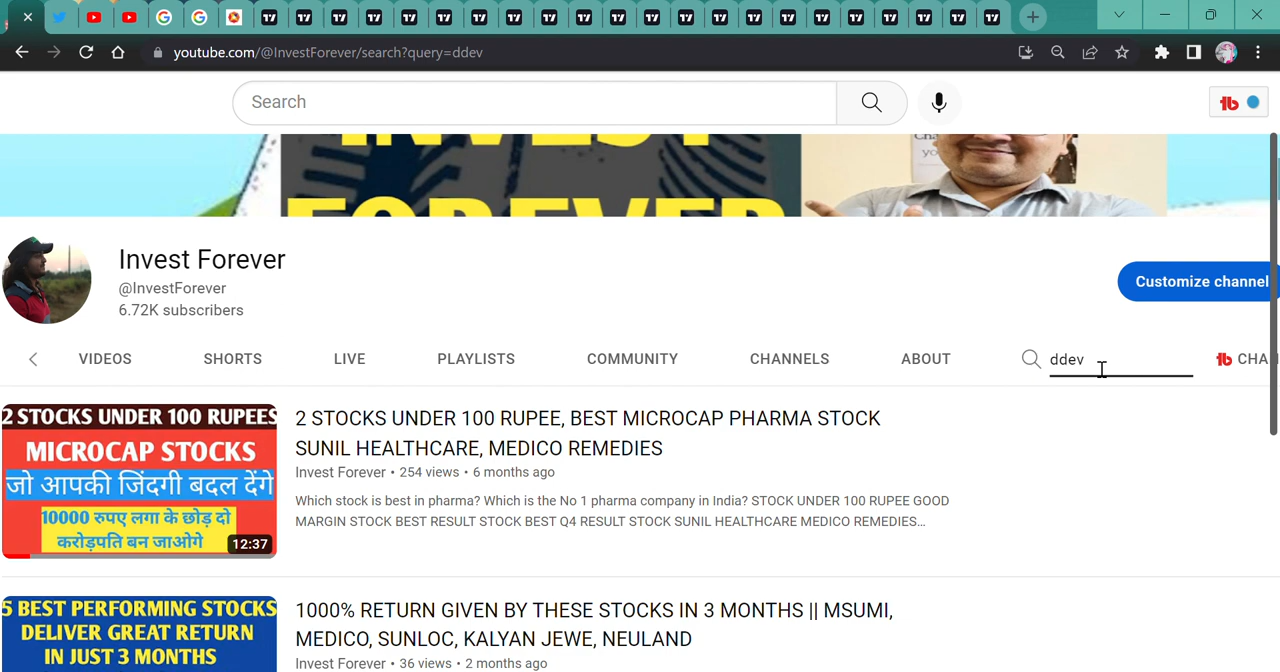 youtube.com/@InvestForever/search?query=ddev
Search
INVEST
FOREVER
Invest Forever
@InvestForever
6.72K subscribers
Customize channel
VIDEOS SHORTS LIVE PLAYLISTS COMMUNITY CHANNELS ABOUT ddev CHA
2 STOCKS UNDER 100 RUPEES
MICROCAP STOCKS
जो आपकी जिंदगी बदल देंगे
10000 रुपए लगा के छोड़ दो
करोड़पति बन जाओगे
12:37
2 STOCKS UNDER 100 RUPEE, BEST MICROCAP PHARMA STOCK
SUNIL HEALTHCARE, MEDICO REMEDIES
Invest Forever • 254 views • 6 months ago
Which stock is best in pharma? Which is the No 1 pharma company in India? STOCK UNDER 100 RUPEE GOOD
MARGIN STOCK BEST RESULT STOCK BEST Q4 RESULT STOCK SUNIL HEALTHCARE MEDICO REMEDIES...
5 BEST PERFORMING STOCKS
DELIVER GREAT RETURN
IN JUST 3 MONTHS
1000% RETURN GIVEN BY THESE STOCKS IN 3 MONTHS || MSUMI,
MEDICO, SUNLOC, KALYAN JEWE, NEULAND
Invest Forever • 36 views • 2 months ago